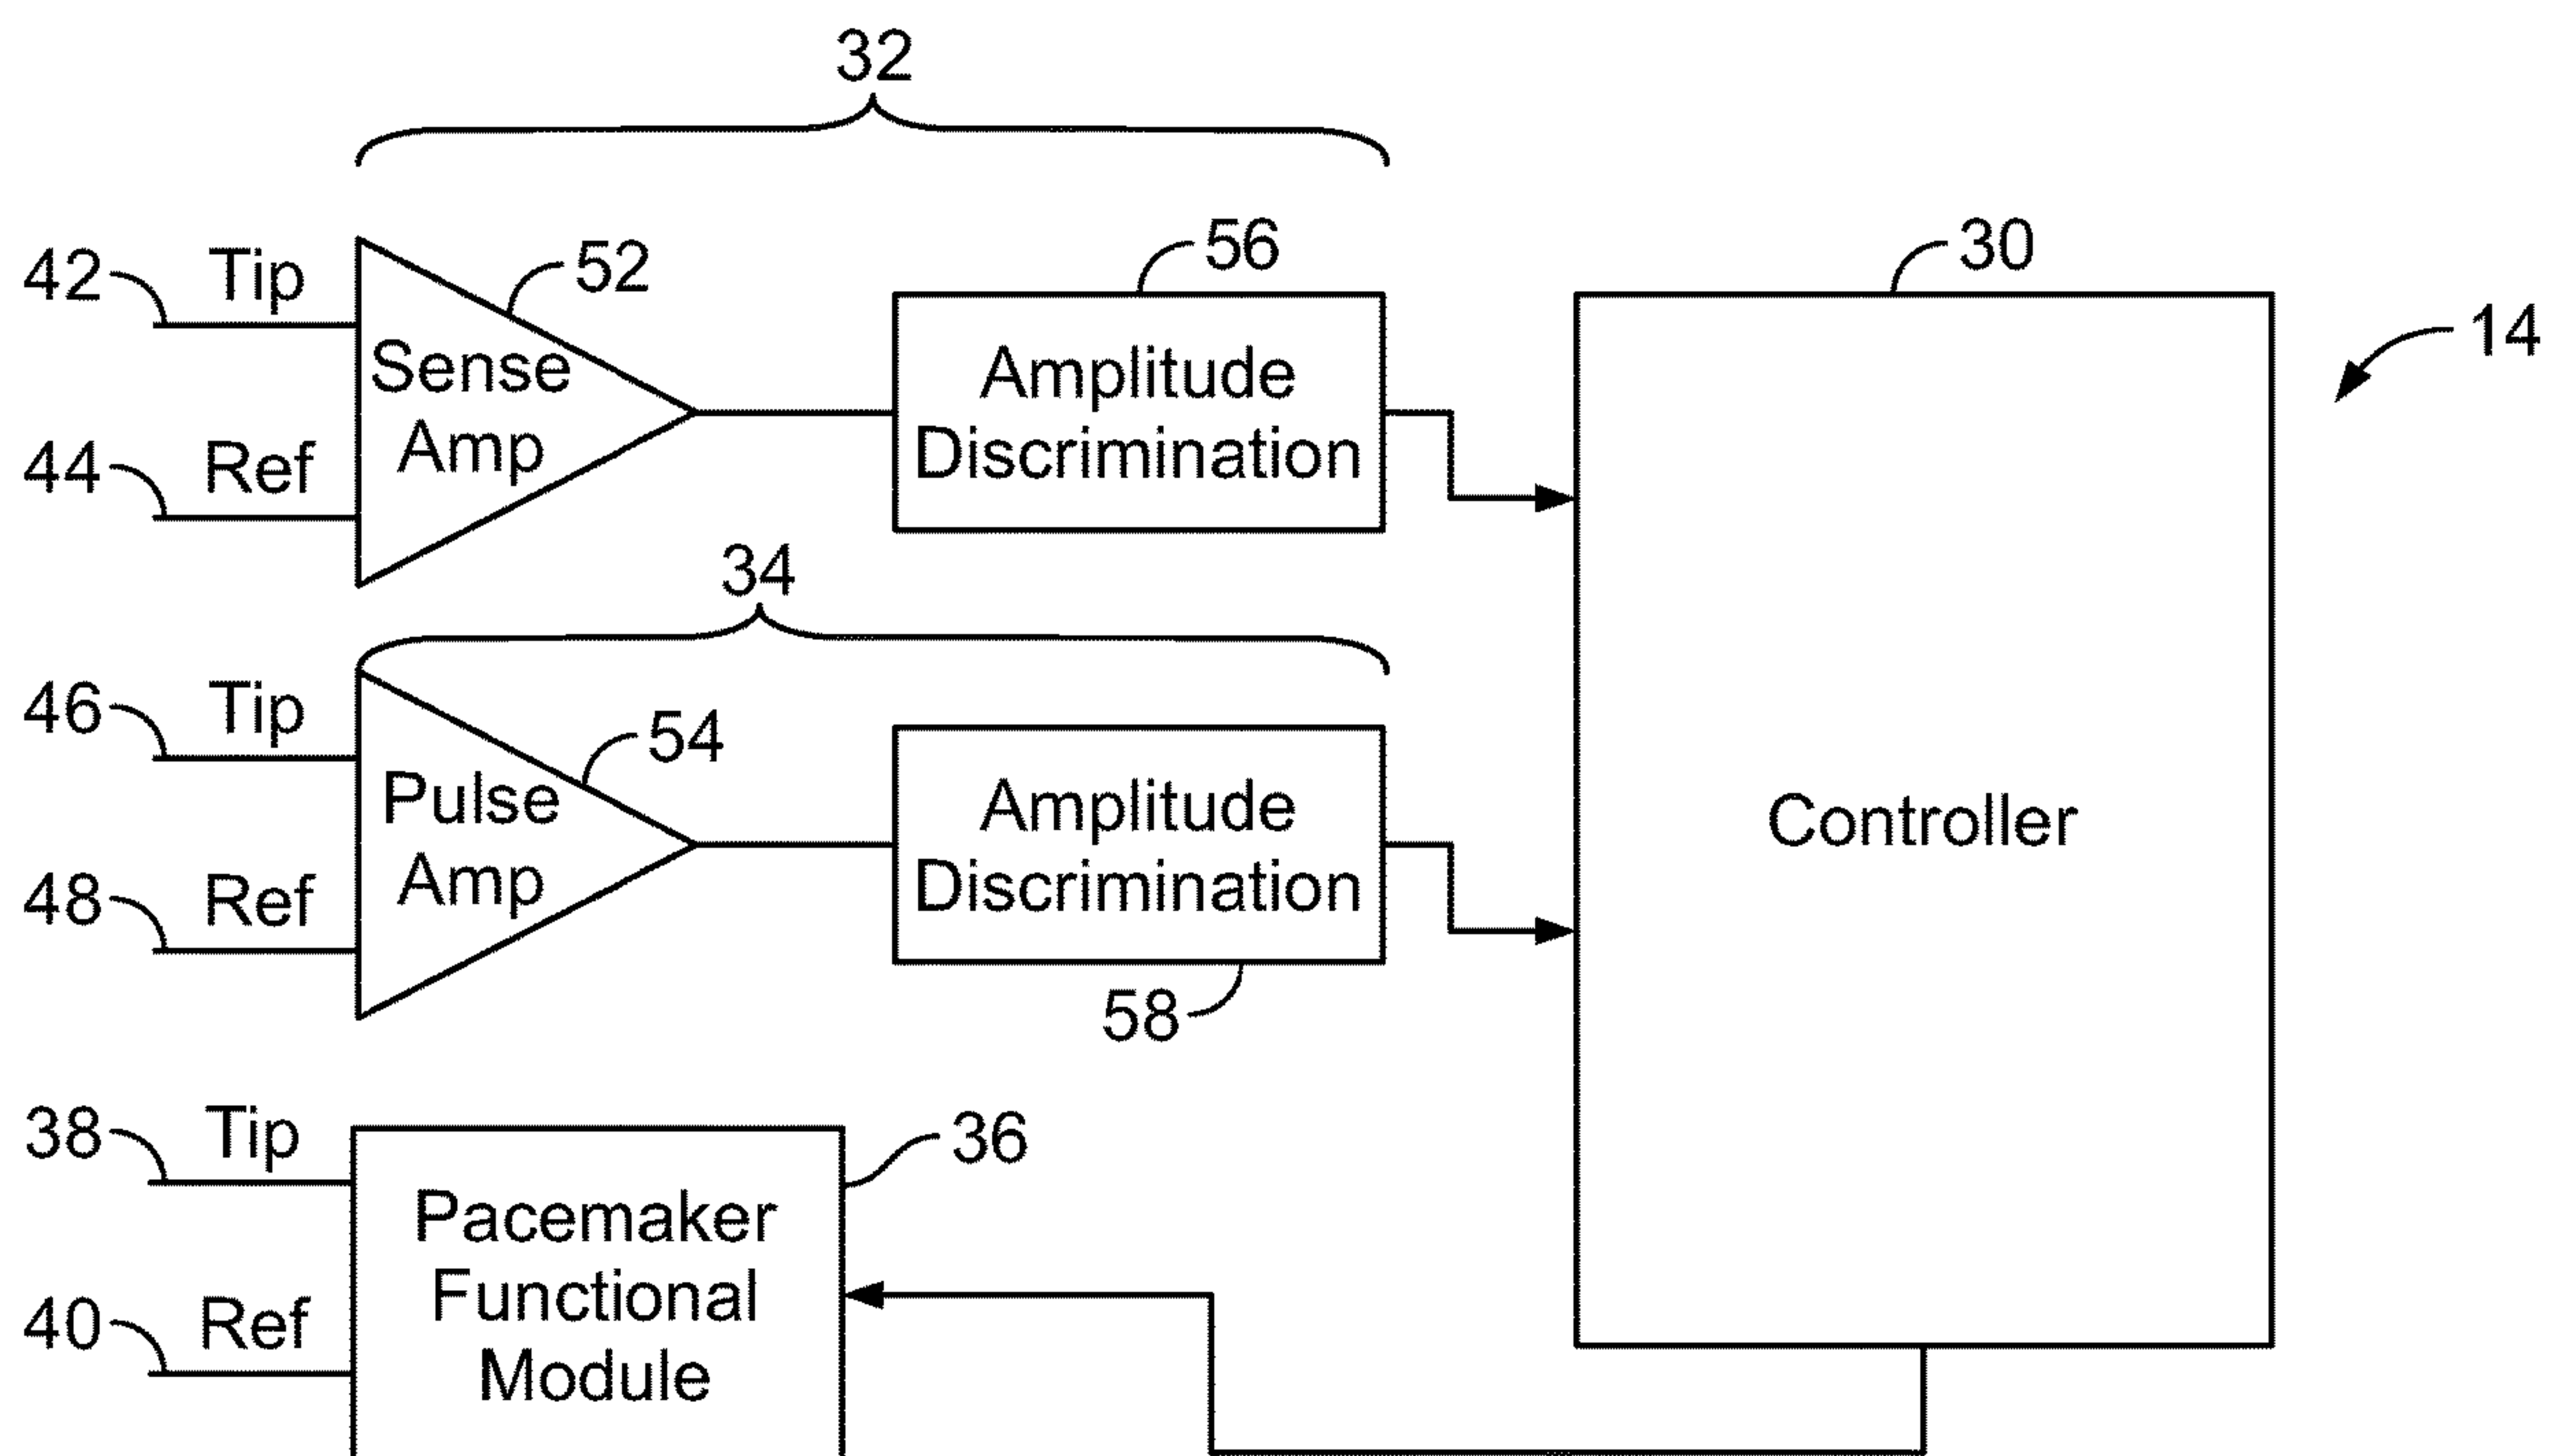 32
42
Tip
52
56
30
14
Sense
Amp
Amplitude
Discrimination
44
Ref
34
46
Tip
54
Pulse
Amp
Amplitude
Discrimination
Controller
48
Ref
58
38
Tip
36
Pacemaker
Functional
Module
40
Ref